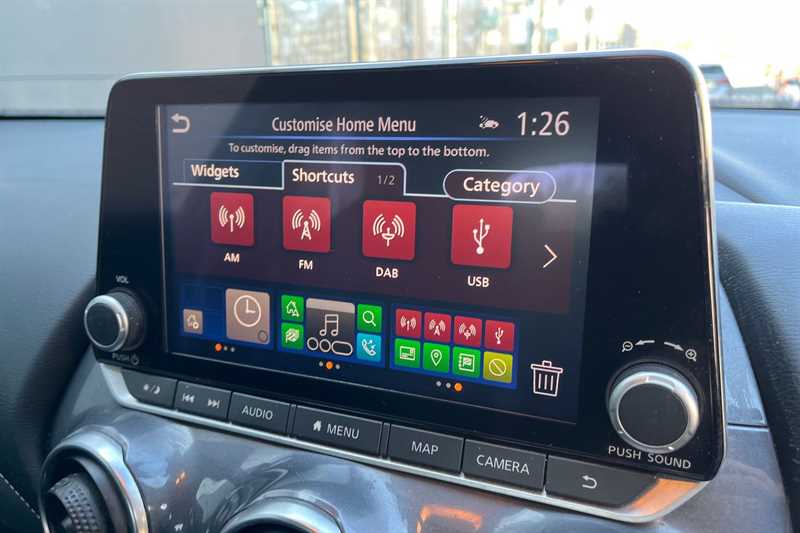 Customise Home Menu
1:26
To customise, drag items from the top to the bottom.
Widgets
Shortcuts 1/2
Category
AM
FM
DAB
USB
VOL
PUSH
AUDIO
MENU
MAP
CAMERA
PUSH SOUND